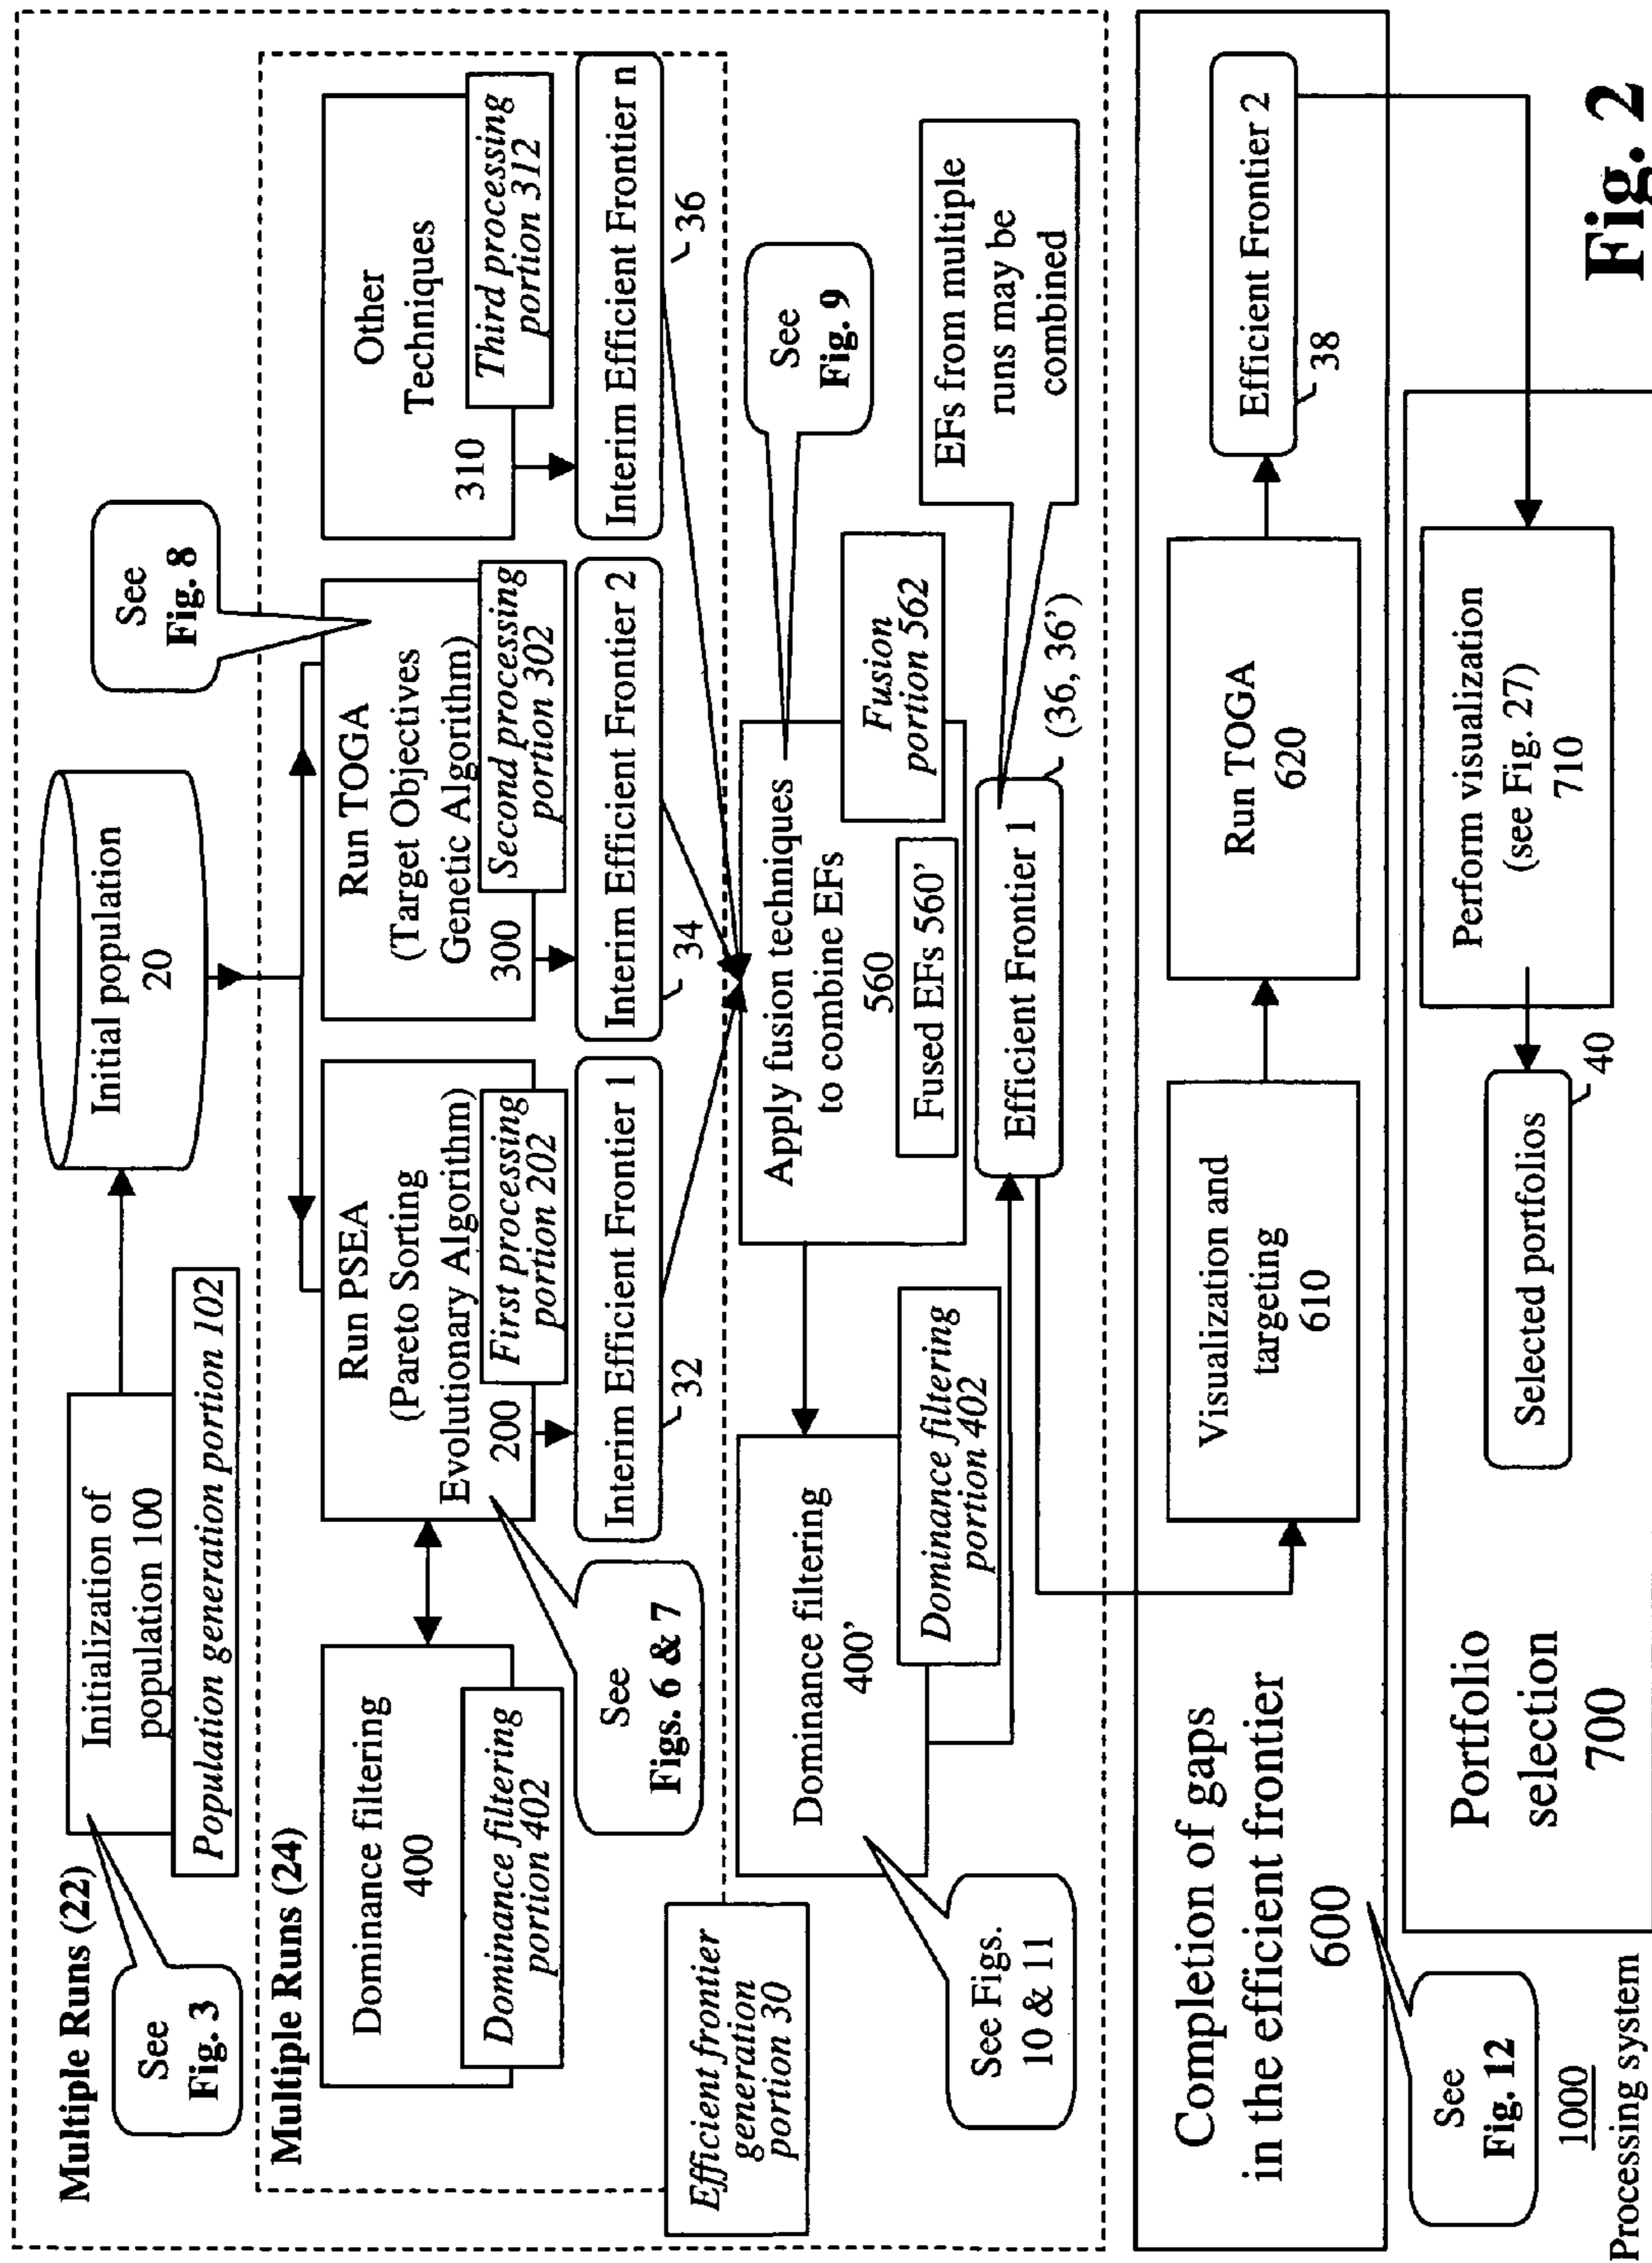 Multiple Runs (22)
See
Fig. 3
Initialization of
population 100
Population generation portion 102
Initial population
20
See
Fig. 8
Multiple Runs (24)
Dominance filtering
400
Dominance filtering
portion 402
Run PSEA
(Pareto Sorting
Evolutionary Algorithm)
200
First processing
portion 202
Run TOGA
(Target Objectives
Genetic Algorithm)
300
Second processing
portion 302
Other
Techniques
310
Third processing
portion 312
See
Figs. 6 & 7
Interim Efficient Frontier 1
32
Interim Efficient Frontier 2
34
Interim Efficient Frontier n
36
Efficient frontier
generation
portion 30
Dominance filtering
400’
Dominance filtering
portion 402
See Figs.
10 & 11
Apply fusion techniques
to combine EFs
560
Fused EFs 560’
Fusion
portion 562
See
Fig. 9
Efficient Frontier 1
(36, 36’)
EFs from multiple
runs may be
combined
Completion of gaps
in the efficient frontier
600
Visualization and
targeting
610
Run TOGA
620
Efficient Frontier 2
38
See
Fig. 12
Portfolio
selection
700
Selected portfolios
40
Perform visualization
(see Fig. 27)
710
1000
Processing system
Fig. 2